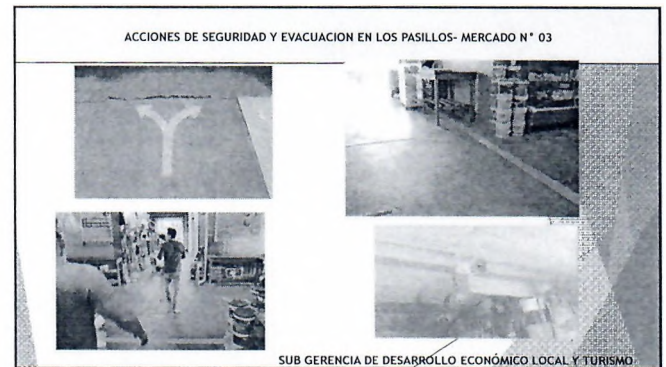 ACCIONES DE SEGURIDAD Y EVACUACION EN LOS PASILLOS- MERCADO N° 03
SUB GERENCIA DE DESARROLLO ECONÓMICO LOCAL Y TURISMO